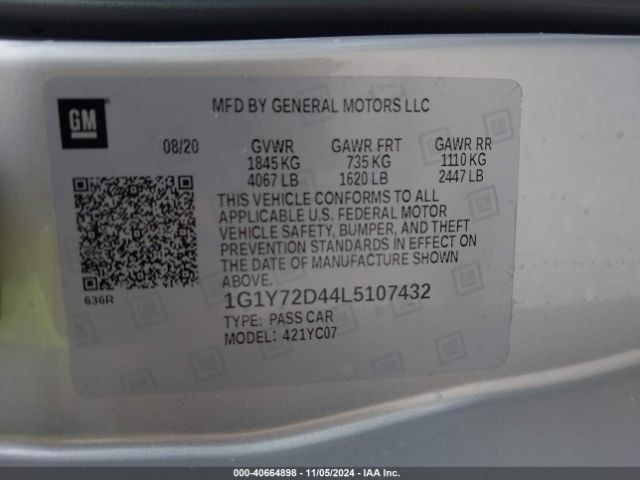 GM
MFD BY GENERAL MOTORS LLC
08/20 GVWR GAWR FRT GAWR RR
1845 KG 735 KG 1110 KG
4067 LB 1620 LB 2447 LB
THIS VEHICLE CONFORMS TO ALL
APPLICABLE U.S. FEDERAL MOTOR
VEHICLE SAFETY, BUMPER, AND THEFT
PREVENTION STANDARDS IN EFFECT ON
THE DATE OF MANUFACTURE SHOWN
ABOVE.
636R
1G1Y72D44L5107432
TYPE: PASS CAR
MODEL: 421YC07
000-40664898 - 11/05/2024 - IAA Inc.